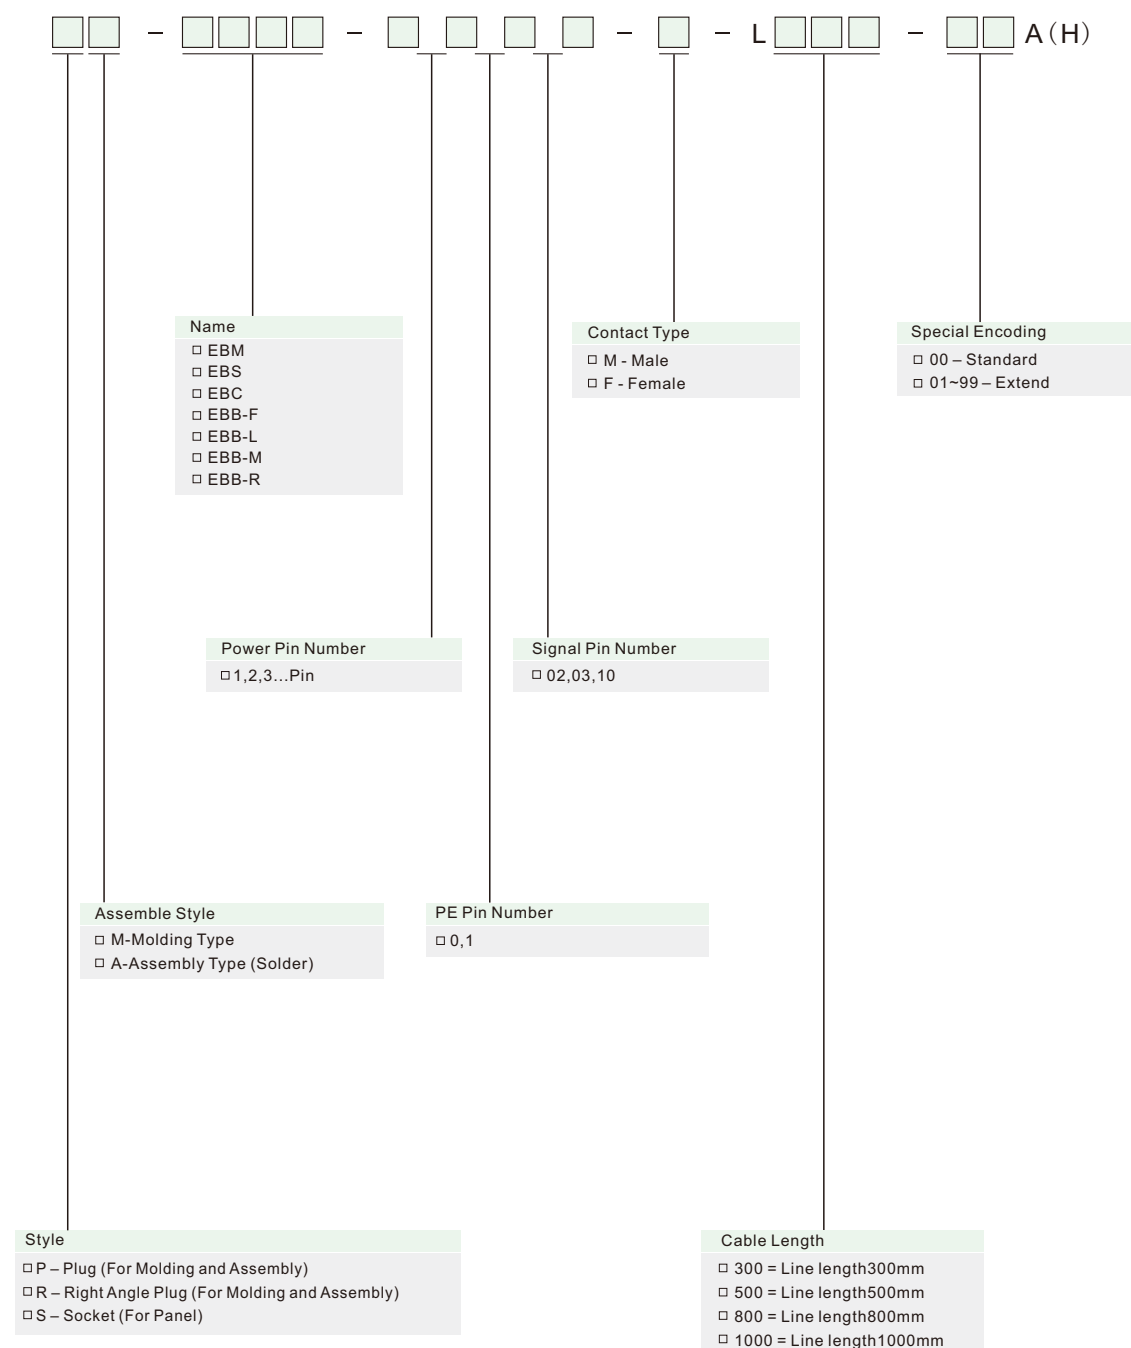 – – – – L – A(H)
Name
EBM
EBS
EBC
EBB-F
EBB-L
EBB-M
EBB-R
Contact Type
M - Male
F - Female
Special Encoding
00 – Standard
01~99 – Extend
Power Pin Number
1,2,3...Pin
Signal Pin Number
02,03,10
Assemble Style
M-Molding Type
A-Assembly Type (Solder)
PE Pin Number
0,1
Style
P – Plug (For Molding and Assembly)
R – Right Angle Plug (For Molding and Assembly)
S – Socket (For Panel)
Cable Length
300 = Line length300mm
500 = Line length500mm
800 = Line length800mm
1000 = Line length1000mm